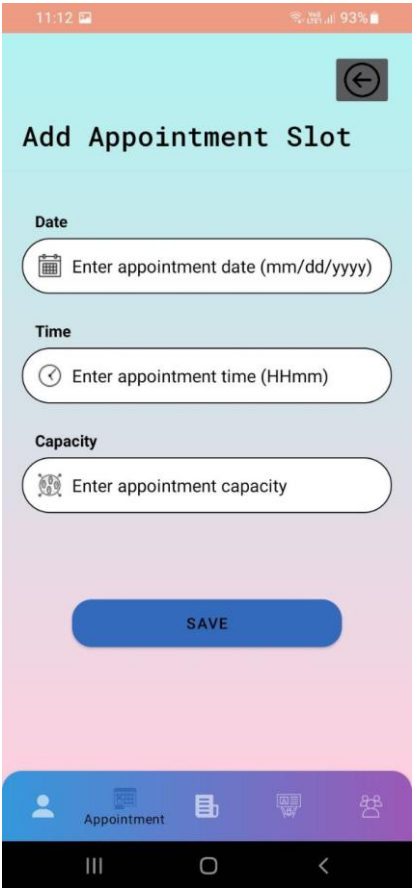 11:12
93%
Add Appointment Slot
Date
Enter appointment date (mm/dd/yyyy)
Time
Enter appointment time (HHmm)
Capacity
Enter appointment capacity
SAVE
Appointment